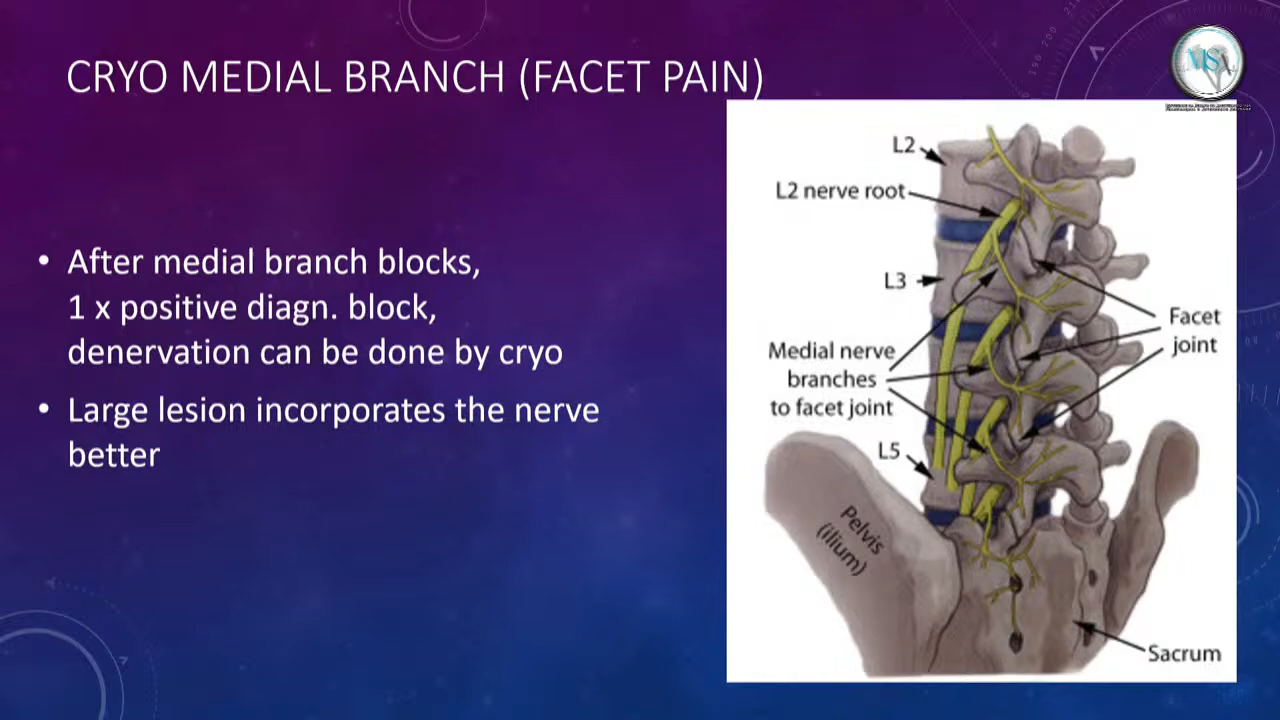 CRYO MEDIAL BRANCH (FACET PAIN)
• After medial branch blocks,
1 x positive diagn. block,
denervation can be done by cryo
• Large lesion incorporates the nerve
better
L2
L2 nerve root
L3
Facet
joint
Medial nerve
branches
to facet joint
L5
Pelvis
(ilium)
Sacrum